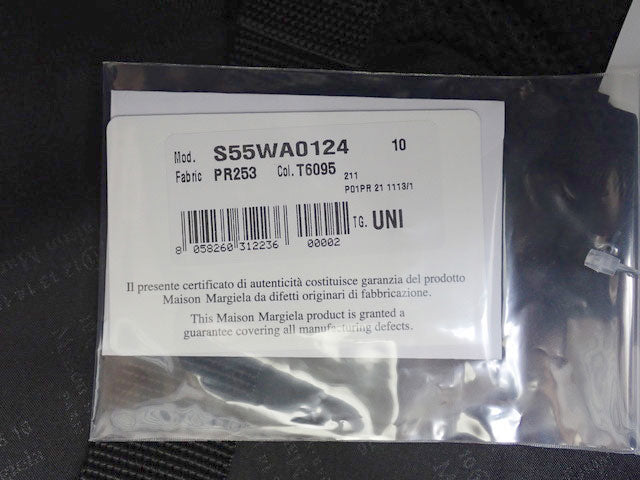 Mod. S55WA0124 10
Fabric PR253 Col. T6095 211
P01PR 21 1113/1
TG. UNI
8 058260 312236 00002
Il presente certificato di autenticità costituisce garanzia del prodotto
Maison Margiela da difetti originari di fabbricazione.
This Maison Margiela product is granted a
guarantee covering all manufacturing defects.